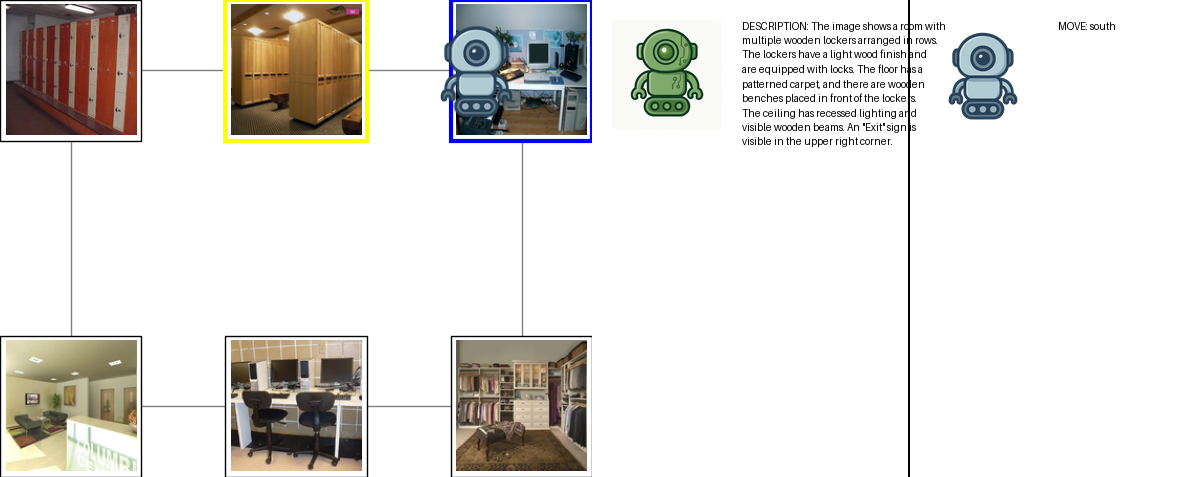 DESCRIPTION: The image shows a room with
multiple wooden lockers arranged in rows.
The lockers have a light wood finish and
are equipped with locks. The floor has a
patterned carpet, and there are wooden
benches placed in front of the lockers.
The ceiling has recessed lighting and
visible wooden beams. An "Exit" sign is
visible in the upper right corner.
MOVE: south